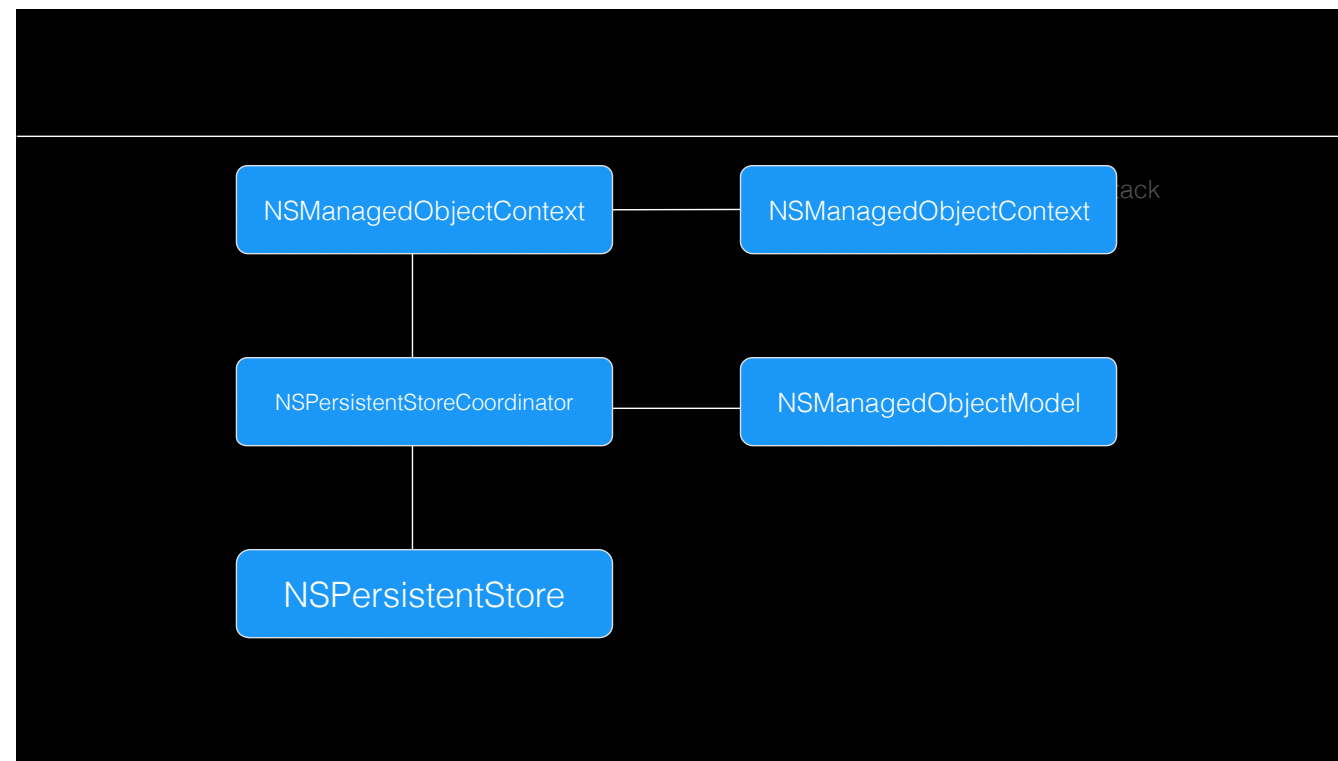 NSManagedObjectContext
NSManagedObjectContext
NSPersistentStoreCoordinator
NSManagedObjectModel
NSPersistentStore